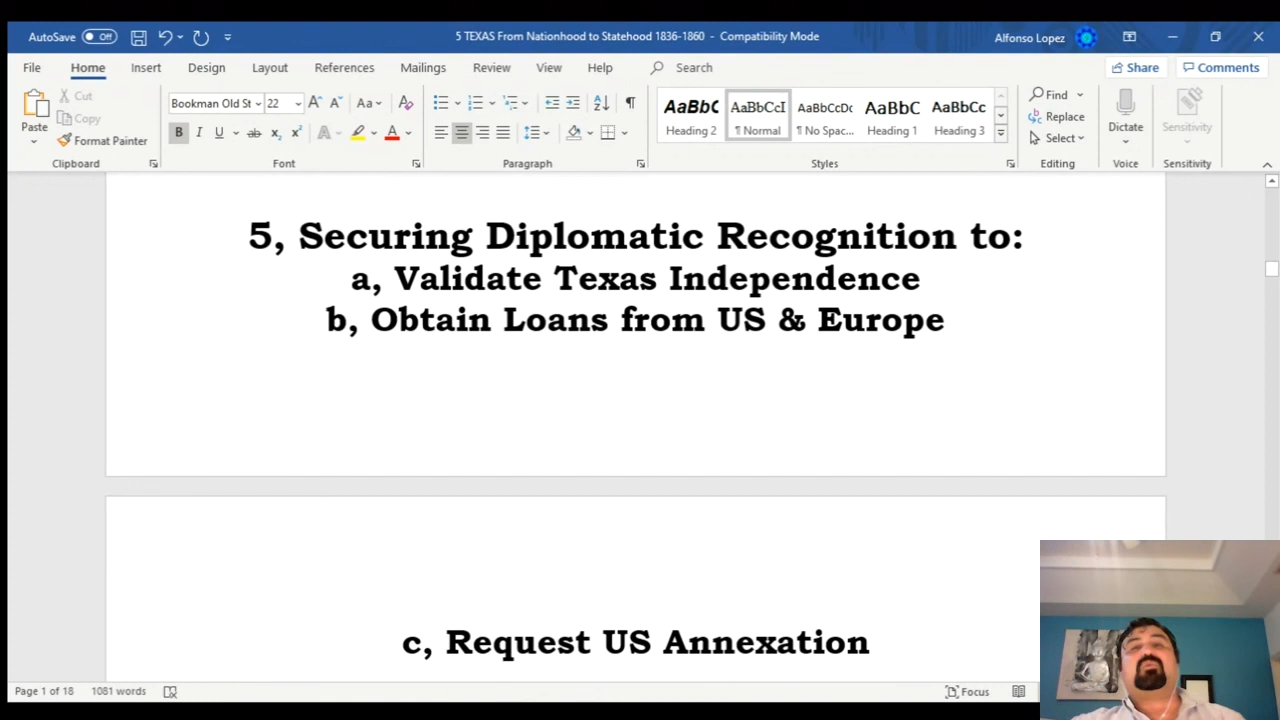 AutoSave Off
5 TEXAS From Nationhood to Statehood 1836-1860 - Compatibility Mode
Alfonso Lopez
File Home Insert Design Layout References Mailings Review View Help Search
Share Comments
Paste
Cut
Copy
Format Painter
Clipboard
Bookman Old St 22
Font
Paragraph
AaBbC Heading 2
AaBbCcI ¶ Normal
AaBbCcDc ¶ No Spac...
AaBbC Heading 1
AaBbCc Heading 3
Styles
Find
Replace
Select
Editing
Dictate
Voice
Sensitivity
Sensitivity
5, Securing Diplomatic Recognition to:
a, Validate Texas Independence
b, Obtain Loans from US & Europe
c, Request US Annexation
Page 1 of 18 1081 words
Focus